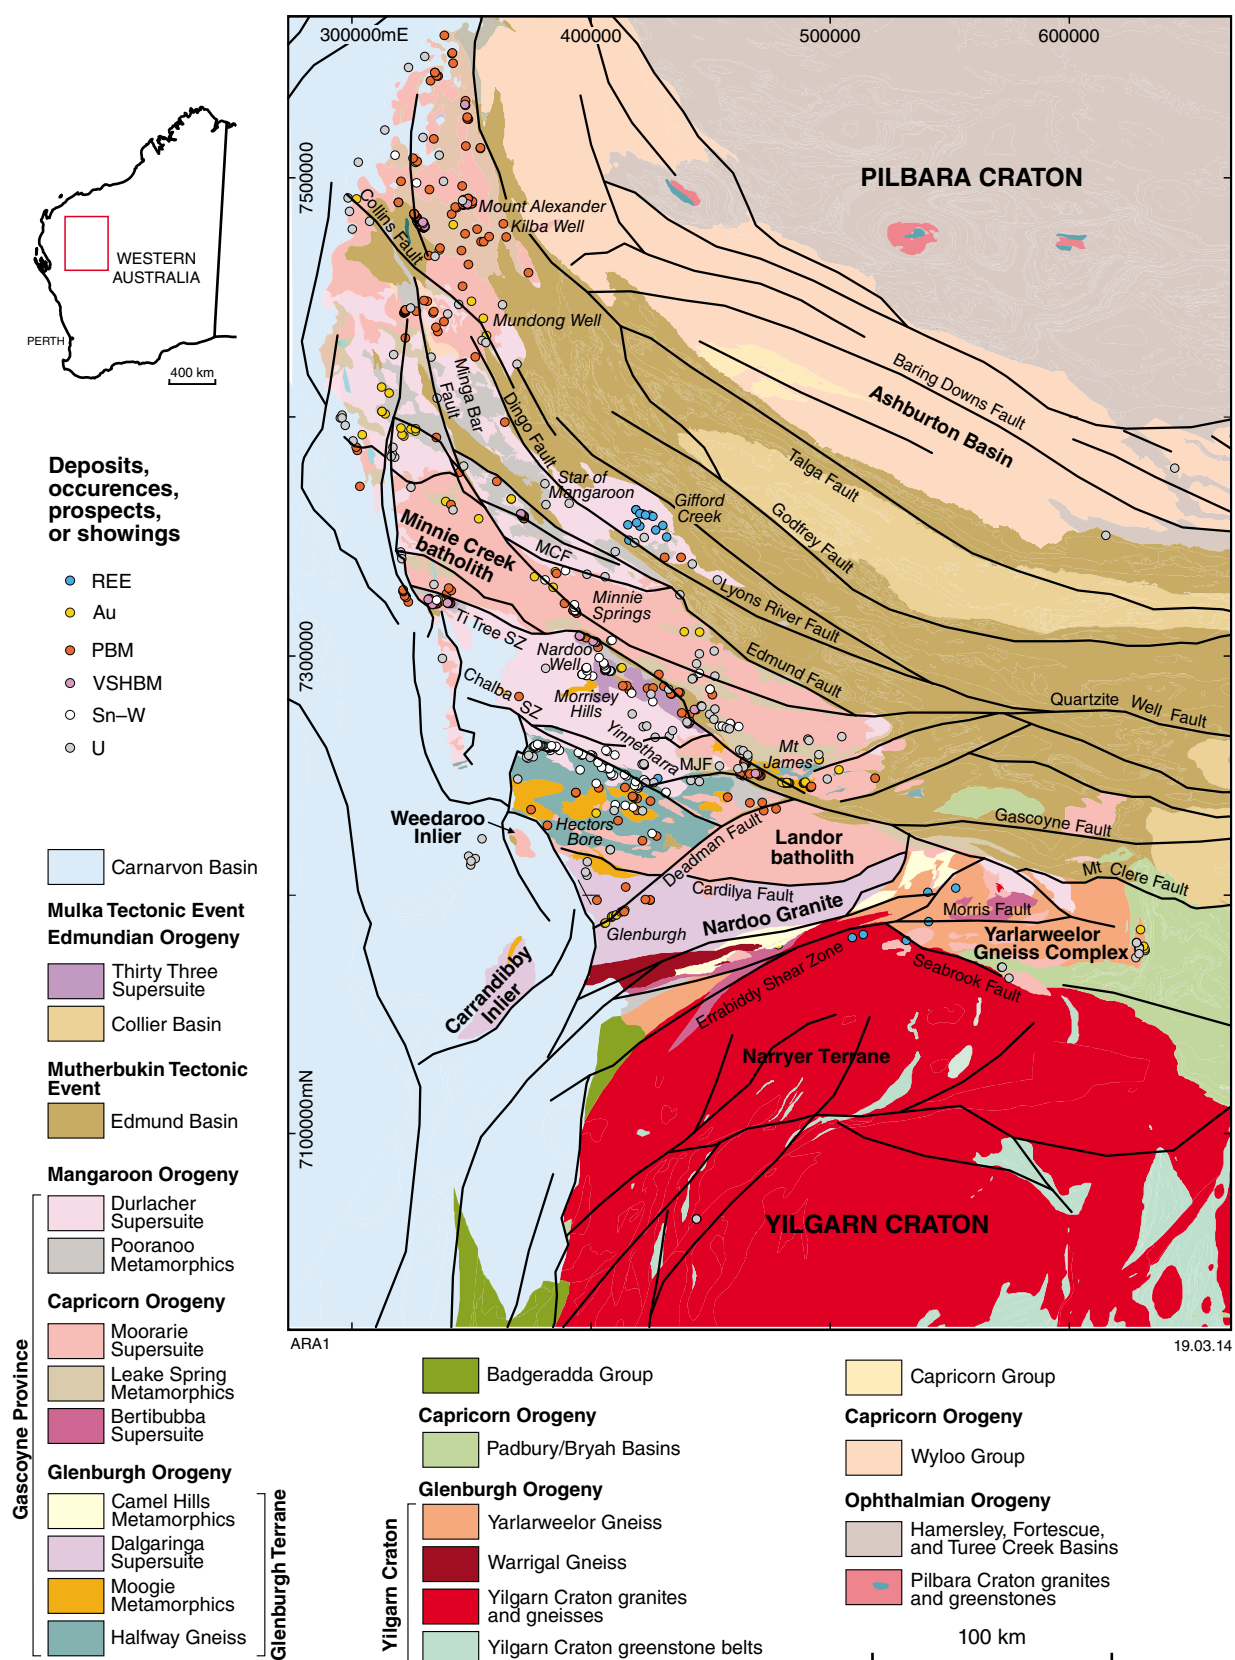 300000mE
400000
500000
600000
7500000
7300000
7100000mN
WESTERN
AUSTRALIA
PERTH
400 km
PILBARA CRATON
Collins Fault
Mount Alexander
Kilba Well
Mundong Well
Minga Bar
Fault
Dingo Fault
Baring Downs Fault
Ashburton Basin
Talga Fault
Godfrey Fault
Star of
Mangaroon
Gifford
Creek
Minnie Creek
batholith
MCF
Minnie
Springs
Lyons River Fault
Ti Tree SZ
Nardoo
Well
Edmund Fault
Chalba SZ
Morrisey
Hills
Quartzite Well Fault
Yinnetharra
MJF
Mt
James
Weedaroo
Inlier
Hectors
Bore
Deadman Fault
Landor
batholith
Gascoyne Fault
Mt Clere Fault
Cardilya Fault
Nardoo Granite
Morris Fault
Glenburgh
Yarlarweelor
Gneiss Complex
Carrandibby
Inlier
Errabiddy Shear Zone
Seabrook Fault
Narryer Terrane
YILGARN CRATON
ARA1
19.03.14
Deposits,
occurences,
prospects,
or showings
REE
Au
PBM
VSHBM
Sn–W
U
Carnarvon Basin
Mulka Tectonic Event
Edmundian Orogeny
Thirty Three
Supersuite
Collier Basin
Mutherbukin Tectonic
Event
Edmund Basin
Mangaroon Orogeny
Durlacher
Supersuite
Pooranoo
Metamorphics
Capricorn Orogeny
Moorarie
Supersuite
Leake Spring
Metamorphics
Bertibubba
Supersuite
Glenburgh Orogeny
Camel Hills
Metamorphics
Dalgaringa
Supersuite
Moogie
Metamorphics
Halfway Gneiss
Gascoyne Province
Glenburgh Terrane
Badgeradda Group
Capricorn Orogeny
Padbury/Bryah Basins
Glenburgh Orogeny
Yarlarweelor Gneiss
Warrigal Gneiss
Yilgarn Craton granites
and gneisses
Yilgarn Craton greenstone belts
Yilgarn Craton
Capricorn Group
Capricorn Orogeny
Wyloo Group
Ophthalmian Orogeny
Hamersley, Fortescue,
and Turee Creek Basins
Pilbara Craton granites
and greenstones
100 km